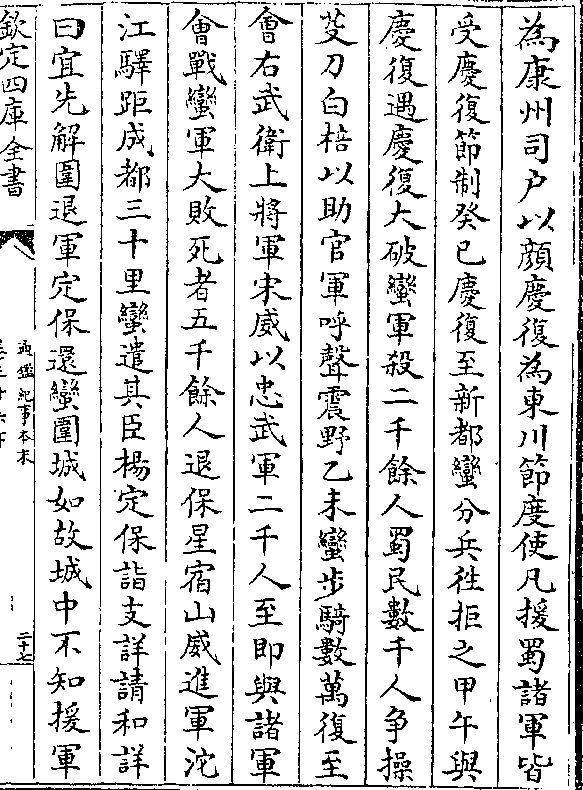 為康州司户以顔慶復為東川節度使凡援蜀諸軍皆
受慶復節制癸巳慶復至新都蠻分兵徃拒之甲午與
慶復遇慶復大破蠻軍殺二千餘人蜀民數千人争操
芟刀白棓以助官軍呼聲震野乙未蠻步騎數萬復至
會右武衛上將軍宋威以忠武軍二千人至即與諸軍
會戰蠻軍大敗死者五千餘人退保星宿山威進軍沱
江驛距成都三十里蠻遣其臣楊定保詣支詳請和詳
曰宜先解圍退軍定保還蠻圍城如故城中不知援軍
欽定四庫全書
通鑑紀事本末
二十七